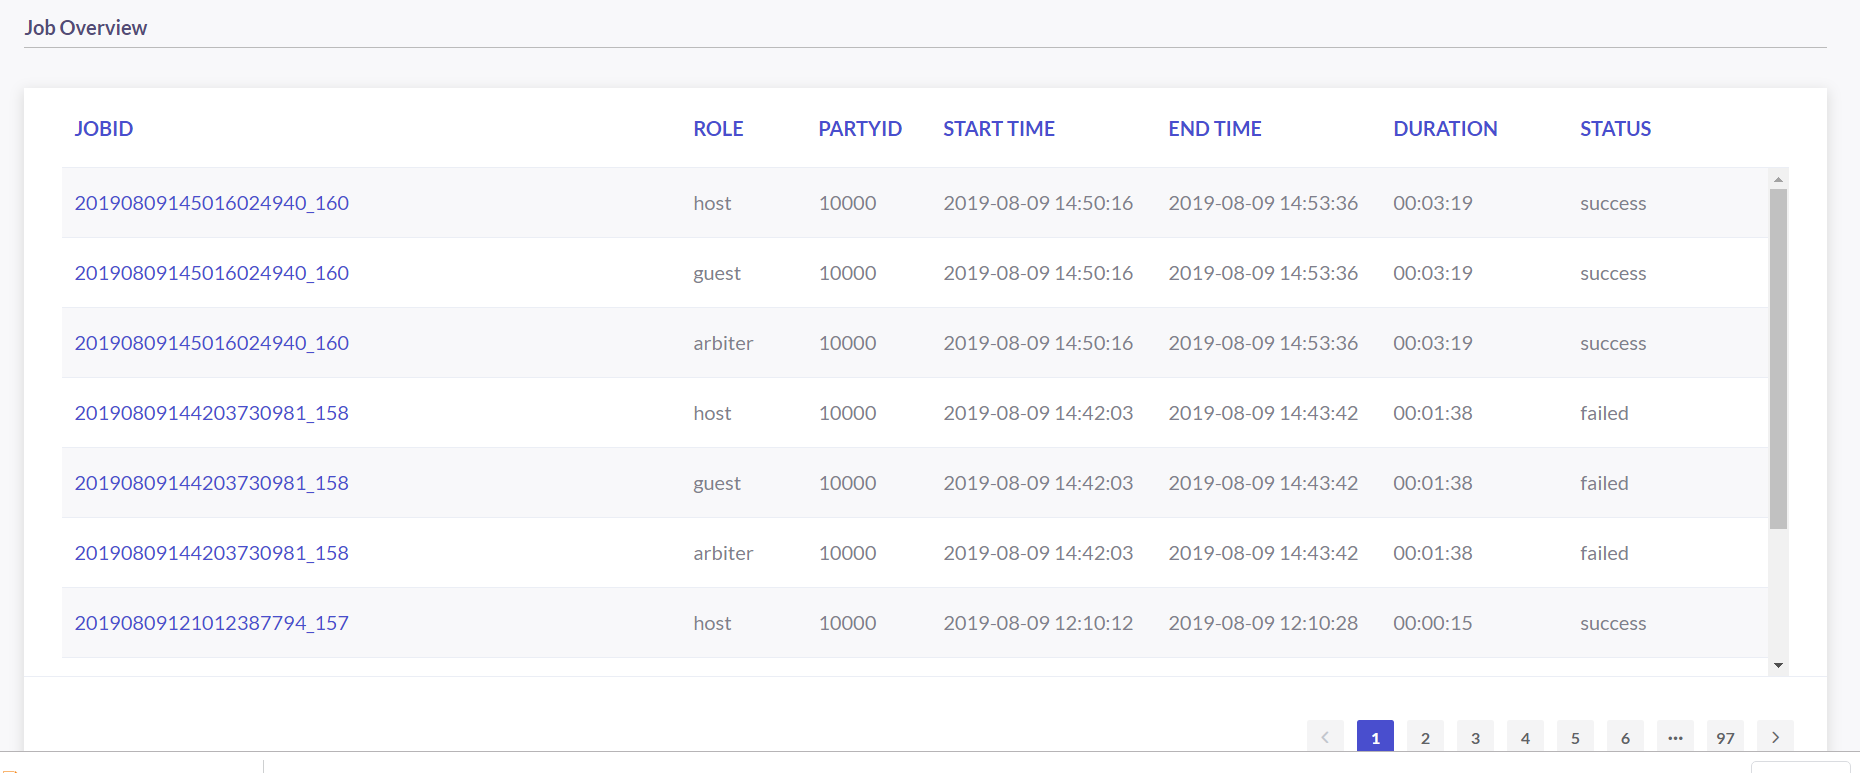 Job Overview
JOBID ROLE PARTYID START TIME END TIME DURATION STATUS
20190809145016024940_160 host 10000 2019-08-09 14:50:16 2019-08-09 14:53:36 00:03:19 success
20190809145016024940_160 guest 10000 2019-08-09 14:50:16 2019-08-09 14:53:36 00:03:19 success
20190809145016024940_160 arbiter 10000 2019-08-09 14:50:16 2019-08-09 14:53:36 00:03:19 success
20190809144203730981_158 host 10000 2019-08-09 14:42:03 2019-08-09 14:43:42 00:01:38 failed
20190809144203730981_158 guest 10000 2019-08-09 14:42:03 2019-08-09 14:43:42 00:01:38 failed
20190809144203730981_158 arbiter 10000 2019-08-09 14:42:03 2019-08-09 14:43:42 00:01:38 failed
20190809121012387794_157 host 10000 2019-08-09 12:10:12 2019-08-09 12:10:28 00:00:15 success
1 2 3 4 5 6 ••• 97